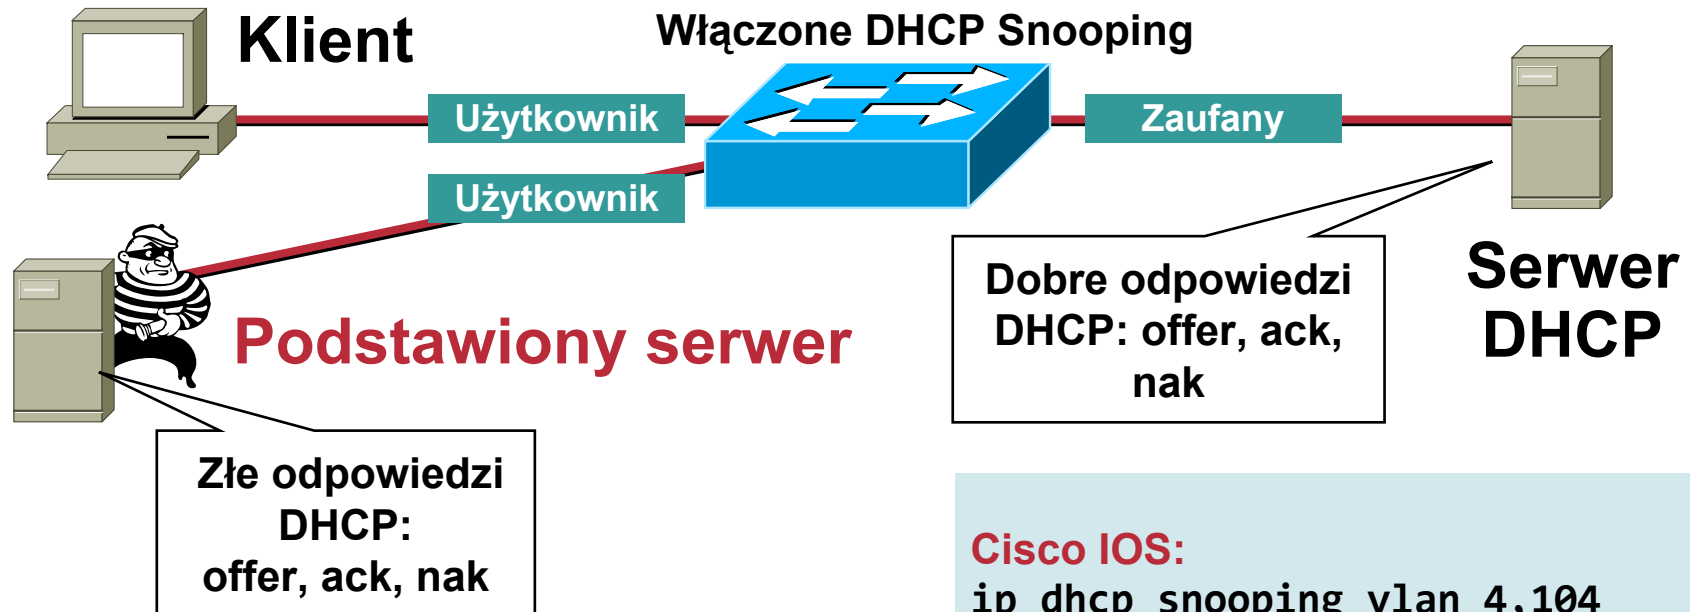 Klient
Włączone DHCP Snooping
Użytkownik
Zaufany
Użytkownik
Serwer
DHCP
Podstawiony serwer
Dobre odpowiedzi
DHCP: offer, ack,
nak
Złe odpowiedzi
DHCP:
offer, ack, nak
Cisco IOS:
ip dhcp snooping vlan 4,104